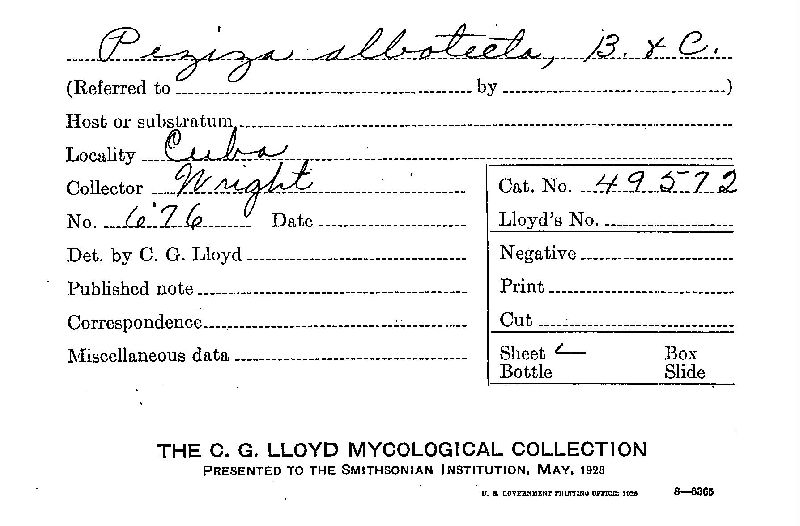 Peziza albotecta, B. & C.
(Referred to by )
Host or substratum
Locality Cuba
Collector Wright
No. 676 Date
Det. by C. G. Lloyd
Published note
Correspondence
Miscellaneous data
Cat. No. 49572
Lloyd's No.
Negative
Print
Cut
Sheet Box
Bottle Slide
THE C. G. LLOYD MYCOLOGICAL COLLECTION
PRESENTED TO THE SMITHSONIAN INSTITUTION, MAY, 1928
U. S. GOVERNMENT PRINTING OFFICE: 1928 8—6365